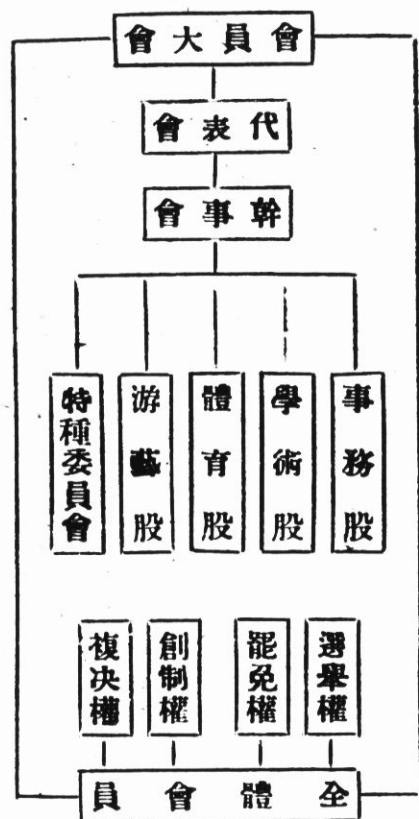 會員大會
代表會
幹事會
事務股
學術股
體育股
游藝股
特種委員會
選舉權
罷免權
創制權
複决權
全體會員